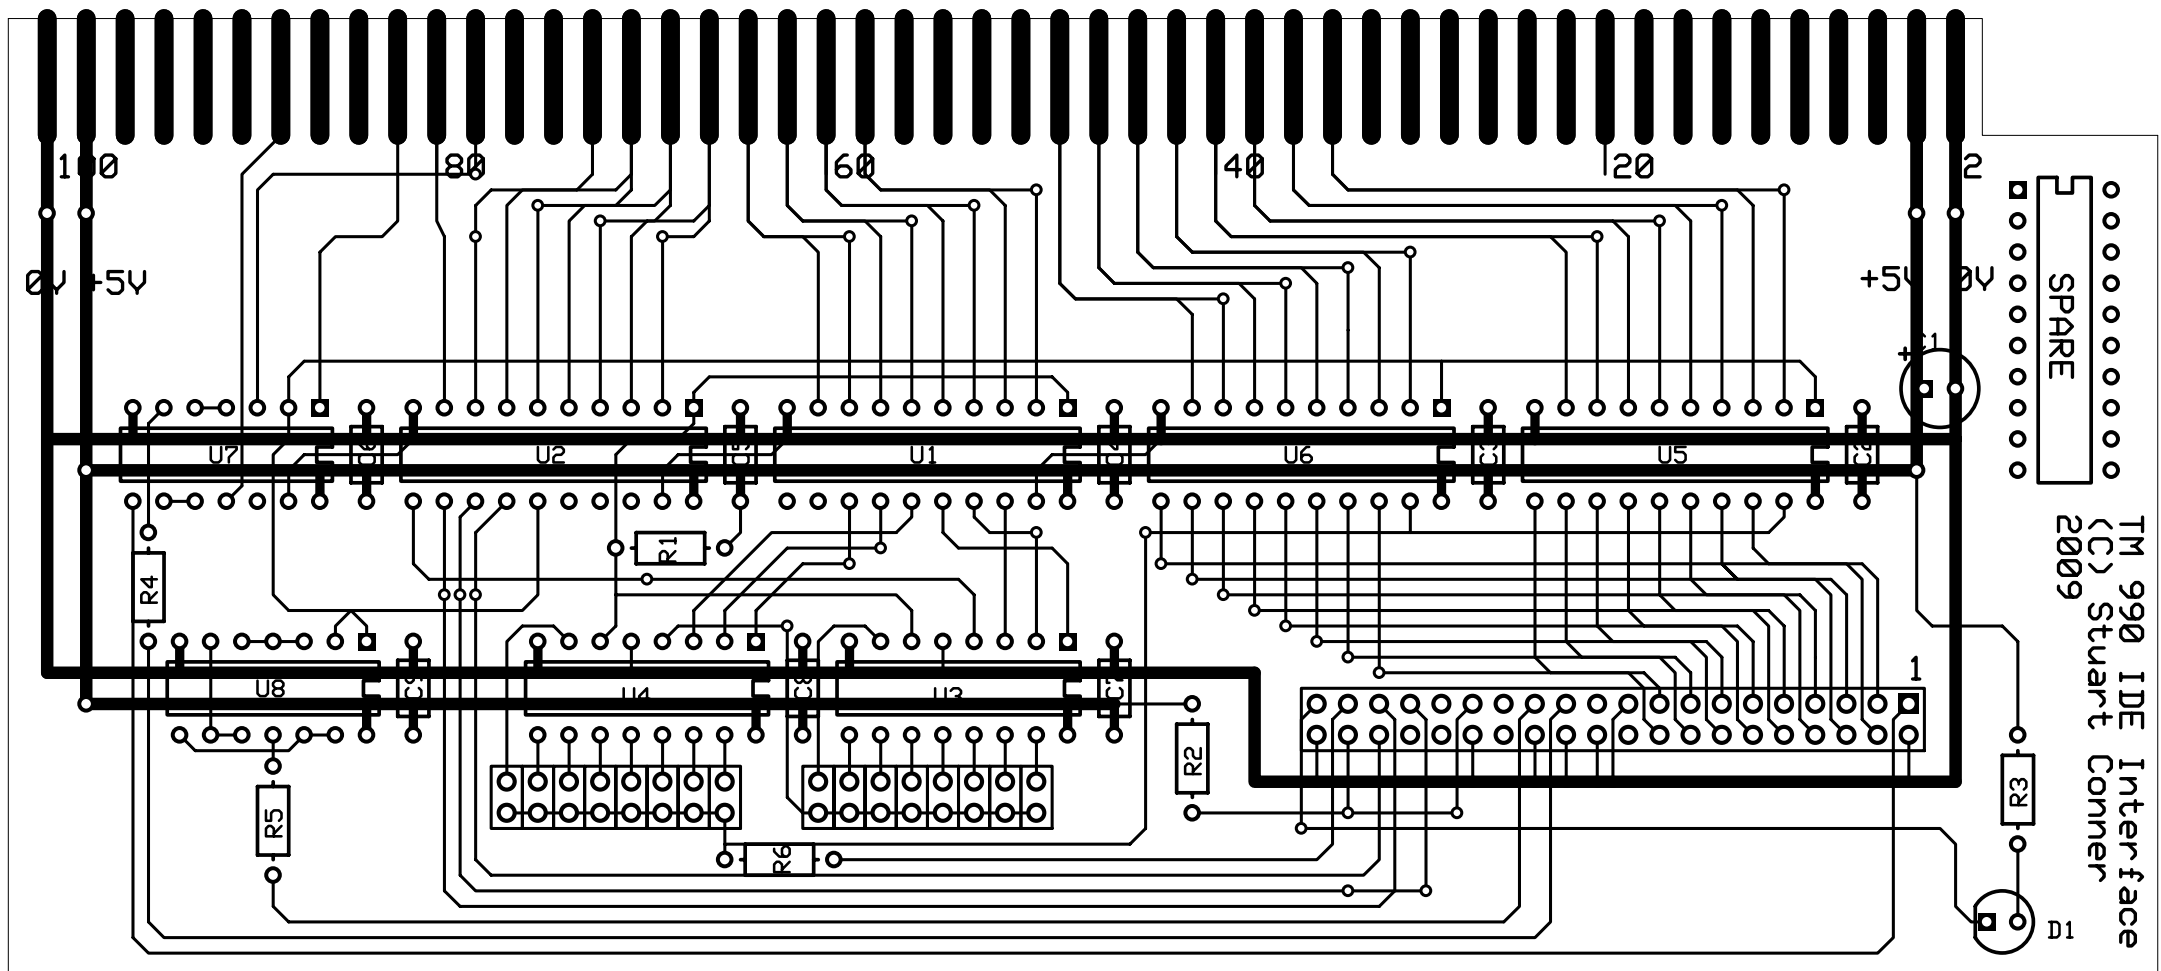 100
80
60
40
20
2
0V
+5V
+5V
0V
SPARE
+
C1
U7
C6
U2
C5
U1
C4
U6
C3
U5
C2
R1
R4
TM 990 IDE Interface
(C) Stuart Conner
2009
U8
C9
U4
C8
U3
C7
1
R2
R3
R5
R6
D1